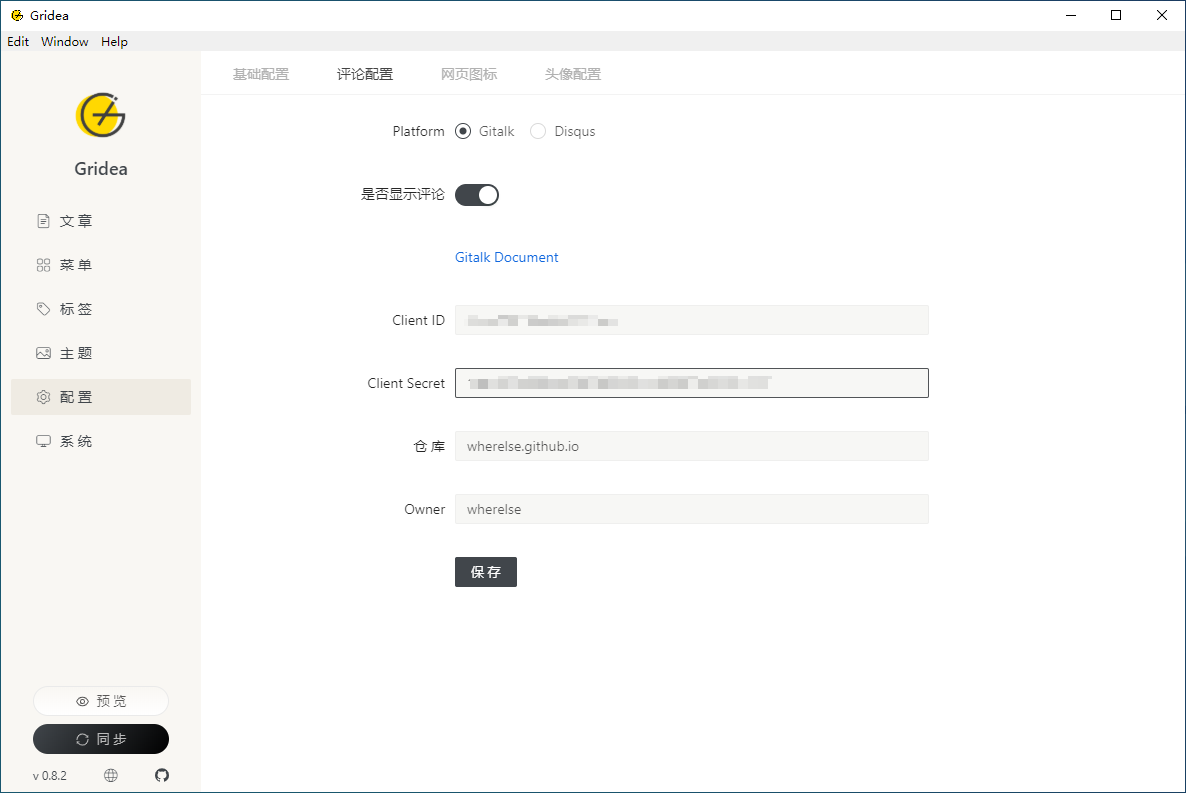 Gridea
Edit Window Help
基础配置 评论配置 网页图标 头像配置
Gridea
文章
菜单
标签
主题
配置
系统
Platform Gitalk Disqus
是否显示评论
Gitalk Document
Client ID
Client Secret
仓库 wherelse.github.io
Owner wherelse
保存
预览
同步
v 0.8.2